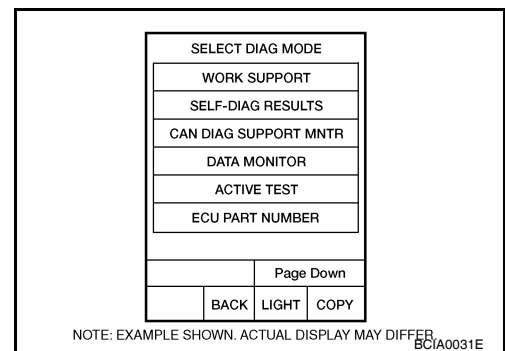 SELECT DIAG MODE
WORK SUPPORT
SELF-DIAG RESULTS
CAN DIAG SUPPORT MNTR
DATA MONITOR
ACTIVE TEST
ECU PART NUMBER
Page Down
BACK LIGHT COPY
NOTE: EXAMPLE SHOWN. ACTUAL DISPLAY MAY DIFFER.
BCIA0031E